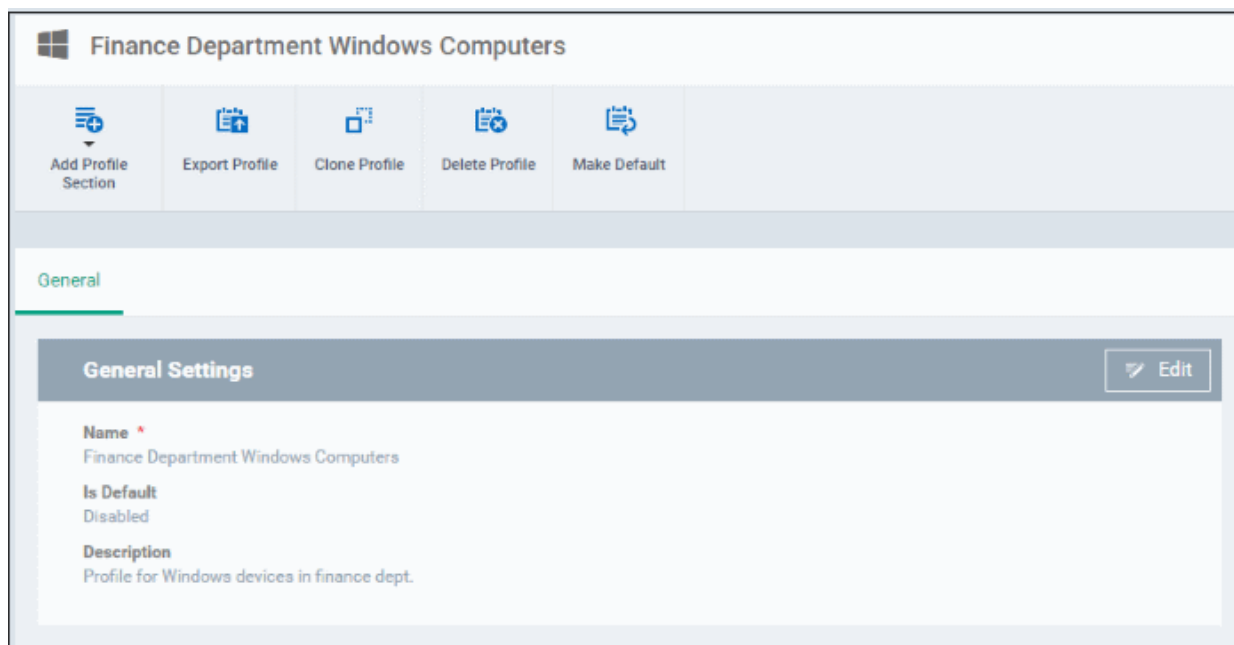 Finance Department Windows Computers
Add Profile
Section
Export Profile
Clone Profile
Delete Profile
Make Default
General
General Settings
Edit
Name *
Finance Department Windows Computers
Is Default
Disabled
Description
Profile for Windows devices in finance dept.